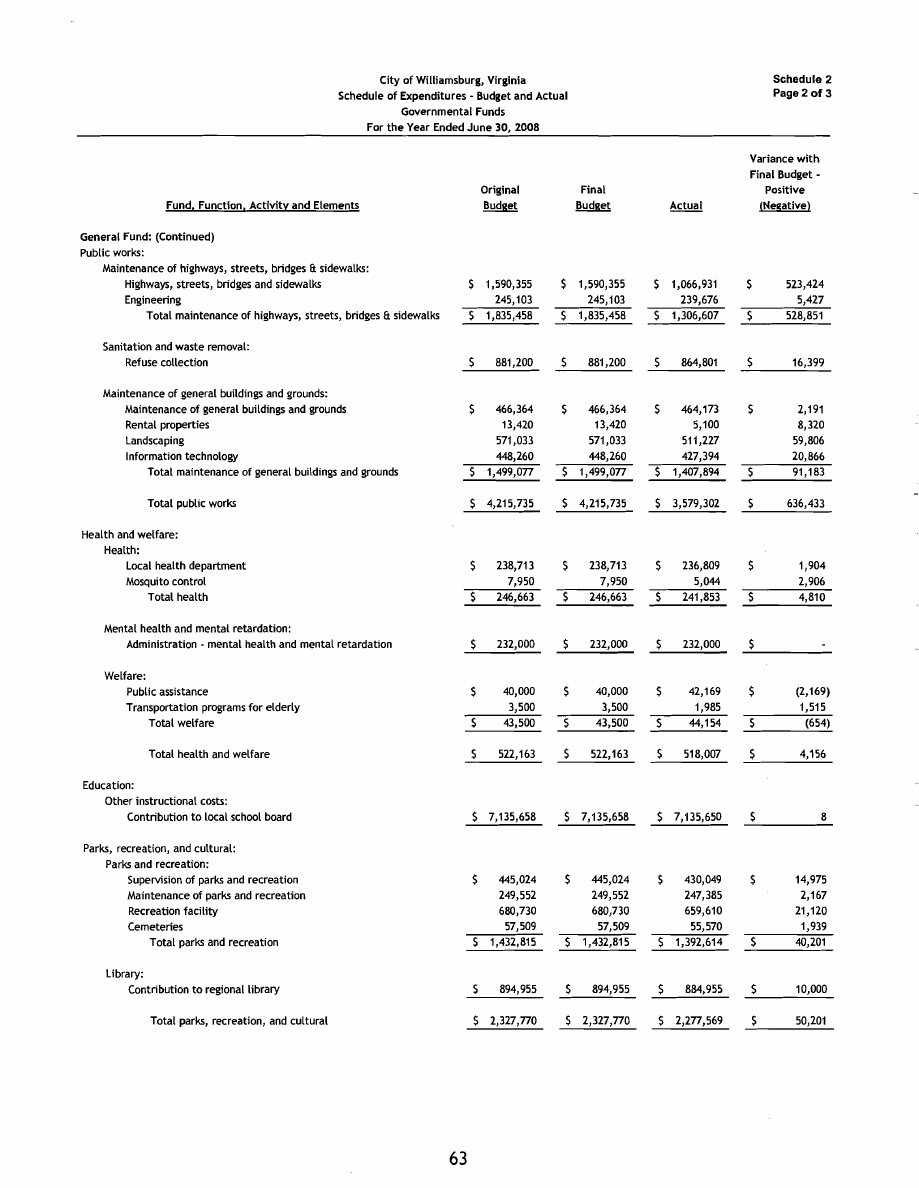 City of Williamsburg, Virginia
Schedule of Expenditures - Budget and Actual
Governmental Funds
For the Year Ended June 30, 2008
Schedule 2
Page 2 of 3
Variance with
Final Budget -
Original Final Positive
Fund, Function, Activity and Elements Budget Budget Actual (Negative)
General Fund: (Continued)
Public works:
Maintenance of highways, streets, bridges & sidewalks:
Highways, streets, bridges and sidewalks $ 1,590,355 $ 1,590,355 $ 1,066,931 $ 523,424
Engineering 245,103 245,103 239,676 5,427
Total maintenance of highways, streets, bridges & sidewalks $ 1,835,458 $ 1,835,458 $ 1,306,607 $ 528,851
Sanitation and waste removal:
Refuse collection $ 881,200 $ 881,200 $ 864,801 $ 16,399
Maintenance of general buildings and grounds:
Maintenance of general buildings and grounds $ 466,364 $ 466,364 $ 464,173 $ 2,191
Rental properties 13,420 13,420 5,100 8,320
Landscaping 571,033 571,033 511,227 59,806
Information technology 448,260 448,260 427,394 20,866
Total maintenance of general buildings and grounds $ 1,499,077 $ 1,499,077 $ 1,407,894 $ 91,183
Total public works $ 4,215,735 $ 4,215,735 $ 3,579,302 $ 636,433
Health and welfare:
Health:
Local health department $ 238,713 $ 238,713 $ 236,809 $ 1,904
Mosquito control 7,950 7,950 5,044 2,906
Total health $ 246,663 $ 246,663 $ 241,853 $ 4,810
Mental health and mental retardation:
Administration - mental health and mental retardation $ 232,000 $ 232,000 $ 232,000 $ -
Welfare:
Public assistance $ 40,000 $ 40,000 $ 42,169 $ (2,169)
Transportation programs for elderly 3,500 3,500 1,985 1,515
Total welfare $ 43,500 $ 43,500 $ 44,154 $ (654)
Total health and welfare $ 522,163 $ 522,163 $ 518,007 $ 4,156
Education:
Other instructional costs:
Contribution to local school board $ 7,135,658 $ 7,135,658 $ 7,135,650 $ 8
Parks, recreation, and cultural:
Parks and recreation:
Supervision of parks and recreation $ 445,024 $ 445,024 $ 430,049 $ 14,975
Maintenance of parks and recreation 249,552 249,552 247,385 2,167
Recreation facility 680,730 680,730 659,610 21,120
Cemeteries 57,509 57,509 55,570 1,939
Total parks and recreation $ 1,432,815 $ 1,432,815 $ 1,392,614 $ 40,201
Library:
Contribution to regional library $ 894,955 $ 894,955 $ 884,955 $ 10,000
Total parks, recreation, and cultural $ 2,327,770 $ 2,327,770 $ 2,277,569 $ 50,201
63